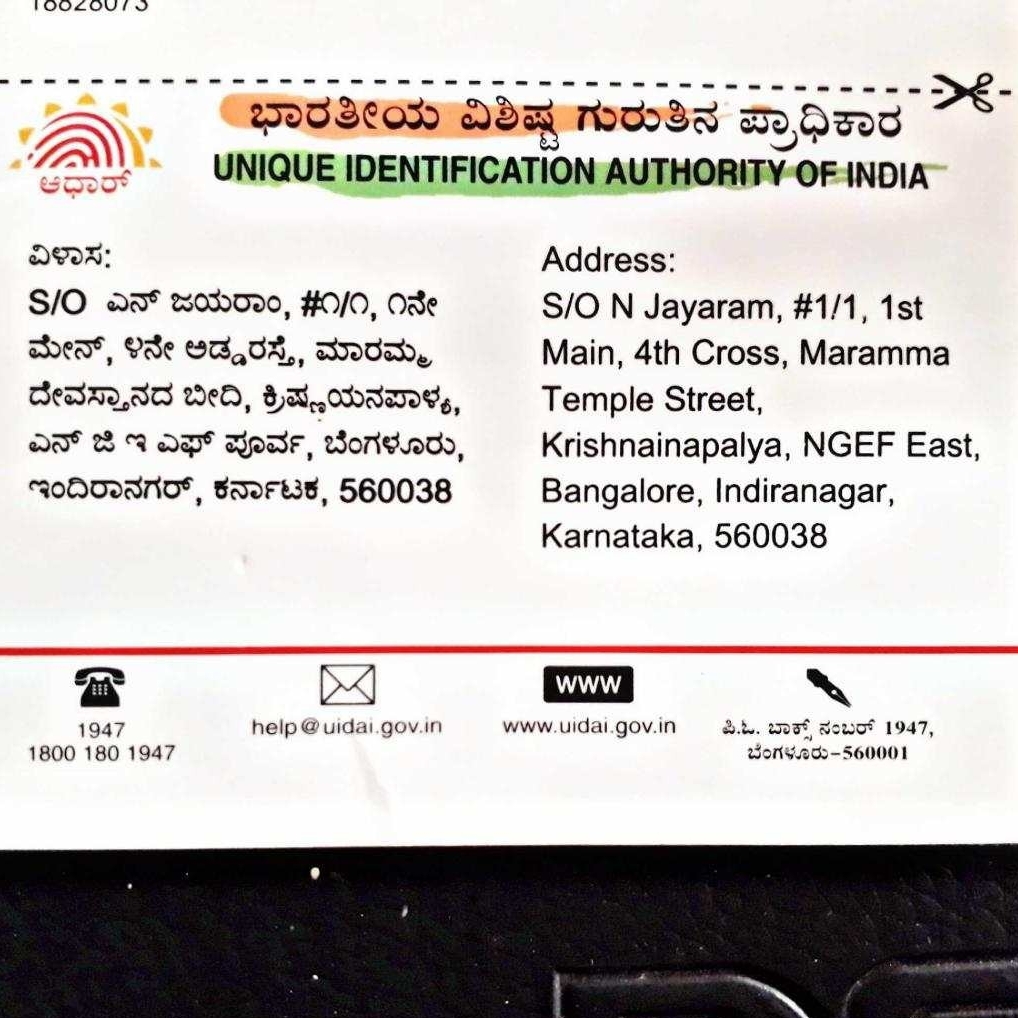 18828073
ಆಧಾರ್
ಭಾರತೀಯ ವಿಶಿಷ್ಟ ಗುರುತಿನ ಪ್ರಾಧಿಕಾರ
UNIQUE IDENTIFICATION AUTHORITY OF INDIA
ವಿಳಾಸ:
S/O ಎನ್ ಜಯರಾಂ, #೧/೧, ೧ನೇ
ಮೇನ್, ೪ನೇ ಅಡ್ಡರಸ್ತೆ, ಮಾರಮ್ಮ
ದೇವಸ್ತಾನದ ಬೀದಿ, ಕ್ರಿಷ್ಣಯನಪಾಳ್ಯ,
ಎನ್ ಜಿ ಇ ಎಫ್ ಪೂರ್ವ, ಬೆಂಗಳೂರು,
ಇಂದಿರಾನಗರ್, ಕರ್ನಾಟಕ, 560038
Address:
S/O N Jayaram, #1/1, 1st
Main, 4th Cross, Maramma
Temple Street,
Krishnainapalya, NGEF East,
Bangalore, Indiranagar,
Karnataka, 560038
1947
1800 180 1947
help@uidai.gov.in
www
www.uidai.gov.in
ಪಿ.ಓ. ಬಾಕ್ಸ್ ನಂಬರ್ 1947,
ಬೆಂಗಳೂರು-560001